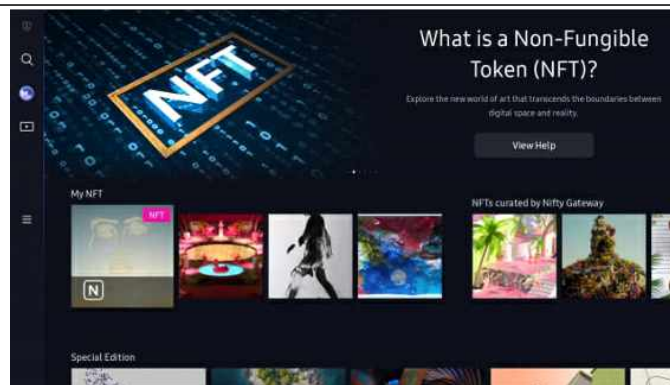 What is a Non-Fungible
Token (NFT)?
Explore the new world of art that transcends the boundaries between
digital space and reality.
View Help
NFT
My NFT
NFTs curated by Nifty Gateway
NFT
N
Special Edition